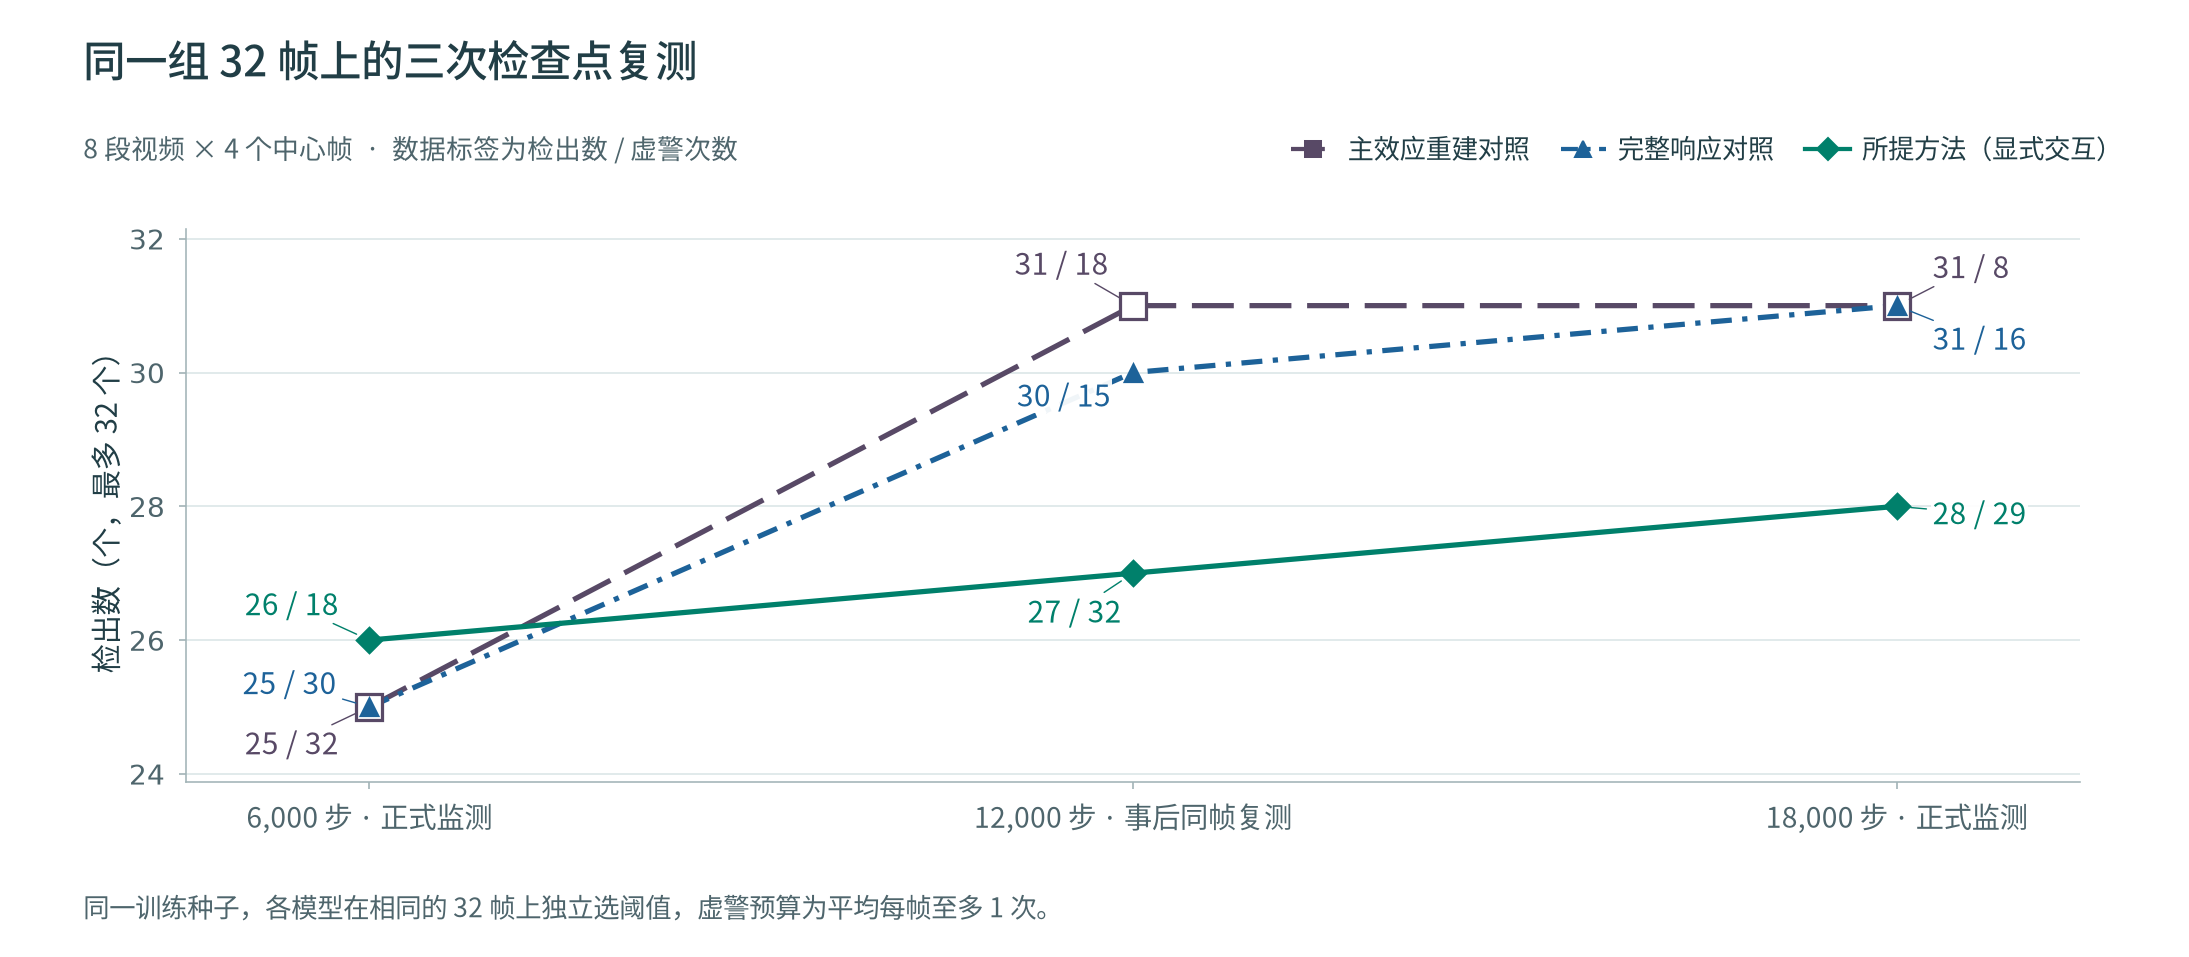 同一组 32 帧上的三次检查点复测
8 段视频 × 4 个中心帧 · 数据标签为检出数 / 虚警次数
主效应重建对照
完整响应对照
所提方法（显式交互）
检出数（个，最多 32 个）
32
30
28
26
24
31 / 18
31 / 8
31 / 16
30 / 15
28 / 29
26 / 18
27 / 32
25 / 30
25 / 32
6,000 步 · 正式监测
12,000 步 · 事后同帧复测
18,000 步 · 正式监测
同一训练种子，各模型在相同的 32 帧上独立选阈值，虚警预算为平均每帧至多 1 次。